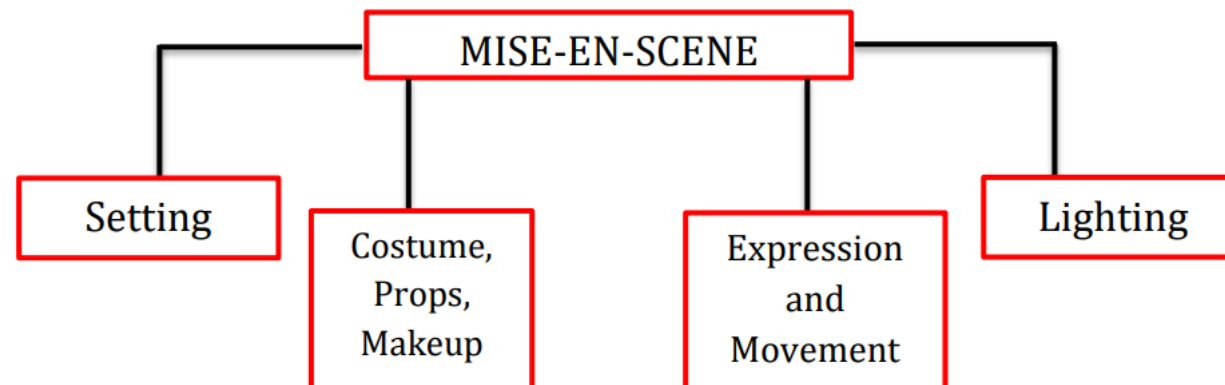 MISE-EN-SCENE
Setting
Costume,
Props,
Makeup
Expression
and
Movement
Lighting